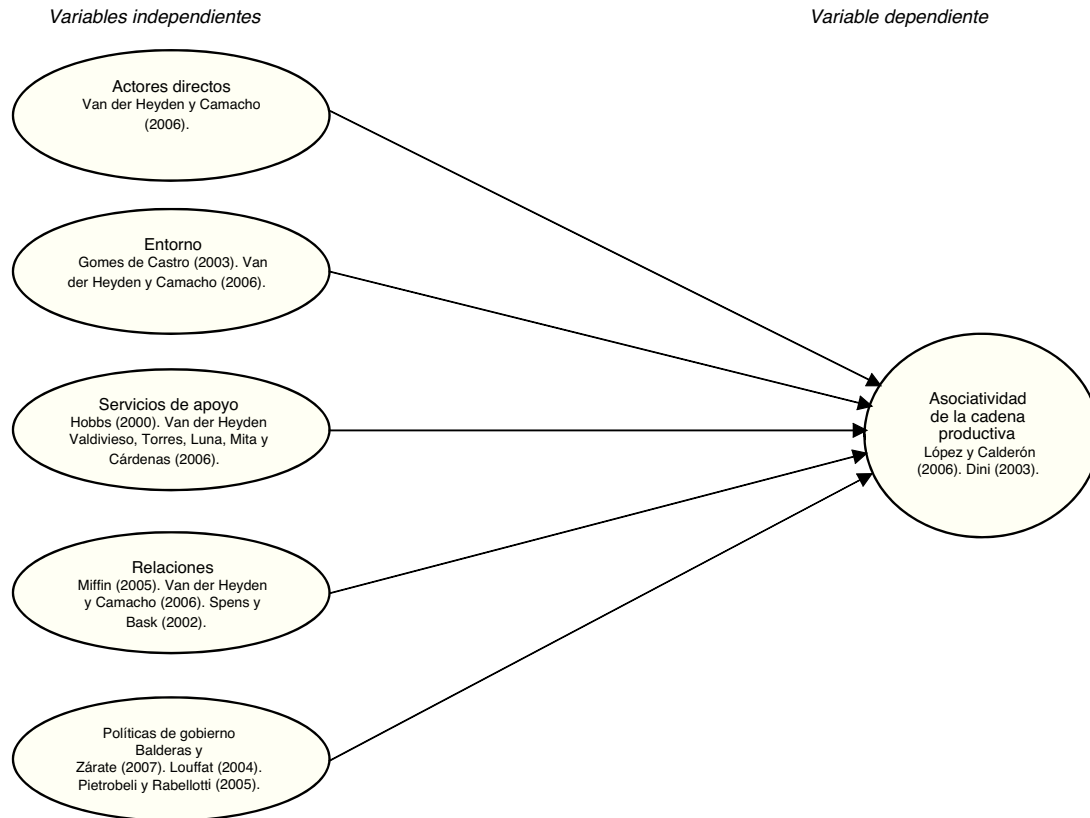 Variables independientes
Variable dependiente
Actores directos
Van der Heyden y Camacho
(2006).
Entorno
Gomes de Castro (2003). Van
der Heyden y Camacho (2006).
Servicios de apoyo
Hobbs (2000). Van der Heyden
Valdivieso, Torres, Luna, Mita y
Cárdenas (2006).
Relaciones
Miffin (2005). Van der Heyden
y Camacho (2006). Spens y
Bask (2002).
Políticas de gobierno
Balderas y
Zárate (2007). Louffat (2004).
Pietrobeli y Rabellotti (2005).
Asociatividad
de la cadena
productiva
López y Calderón
(2006). Dini (2003).